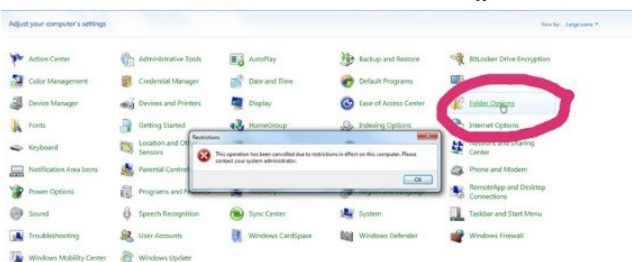 Adjust your computer's settings
View by: Large icons
Action Center
Administrative Tools
AutoPlay
Backup and Restore
BitLocker Drive Encryption
Color Management
Credential Manager
Date and Time
Default Programs
Device Manager
Devices and Printers
Display
Ease of Access Center
Folder Options
Fonts
Getting Started
HomeGroup
Indexing Options
Internet Options
Keyboard
Location and
Sensors
Network and Sharing
Center
Restrictions
This operation has been cancelled due to restrictions in effect on this computer. Please
contact your system administrator.
OK
Notification Area Icons
Parental
Phone and Modem
Power Options
Programs and
RemoteApp and Desktop
Connections
Sound
Speech Recognition
Sync Center
System
Taskbar and Start Menu
Troubleshooting
User Accounts
Windows CardSpace
Windows Defender
Windows Firewall
Windows Mobility Center
Windows Update